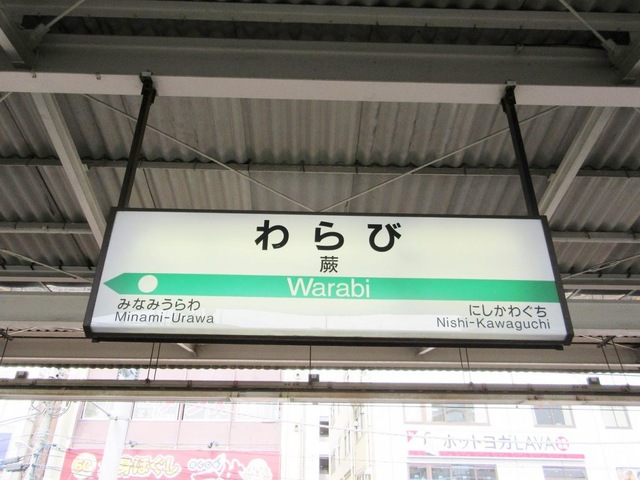 わらび
蕨
Warabi
みなみうらわ
Minami-Urawa
にしかわぐち
Nishi-Kawaguchi
ホットヨガLAVA